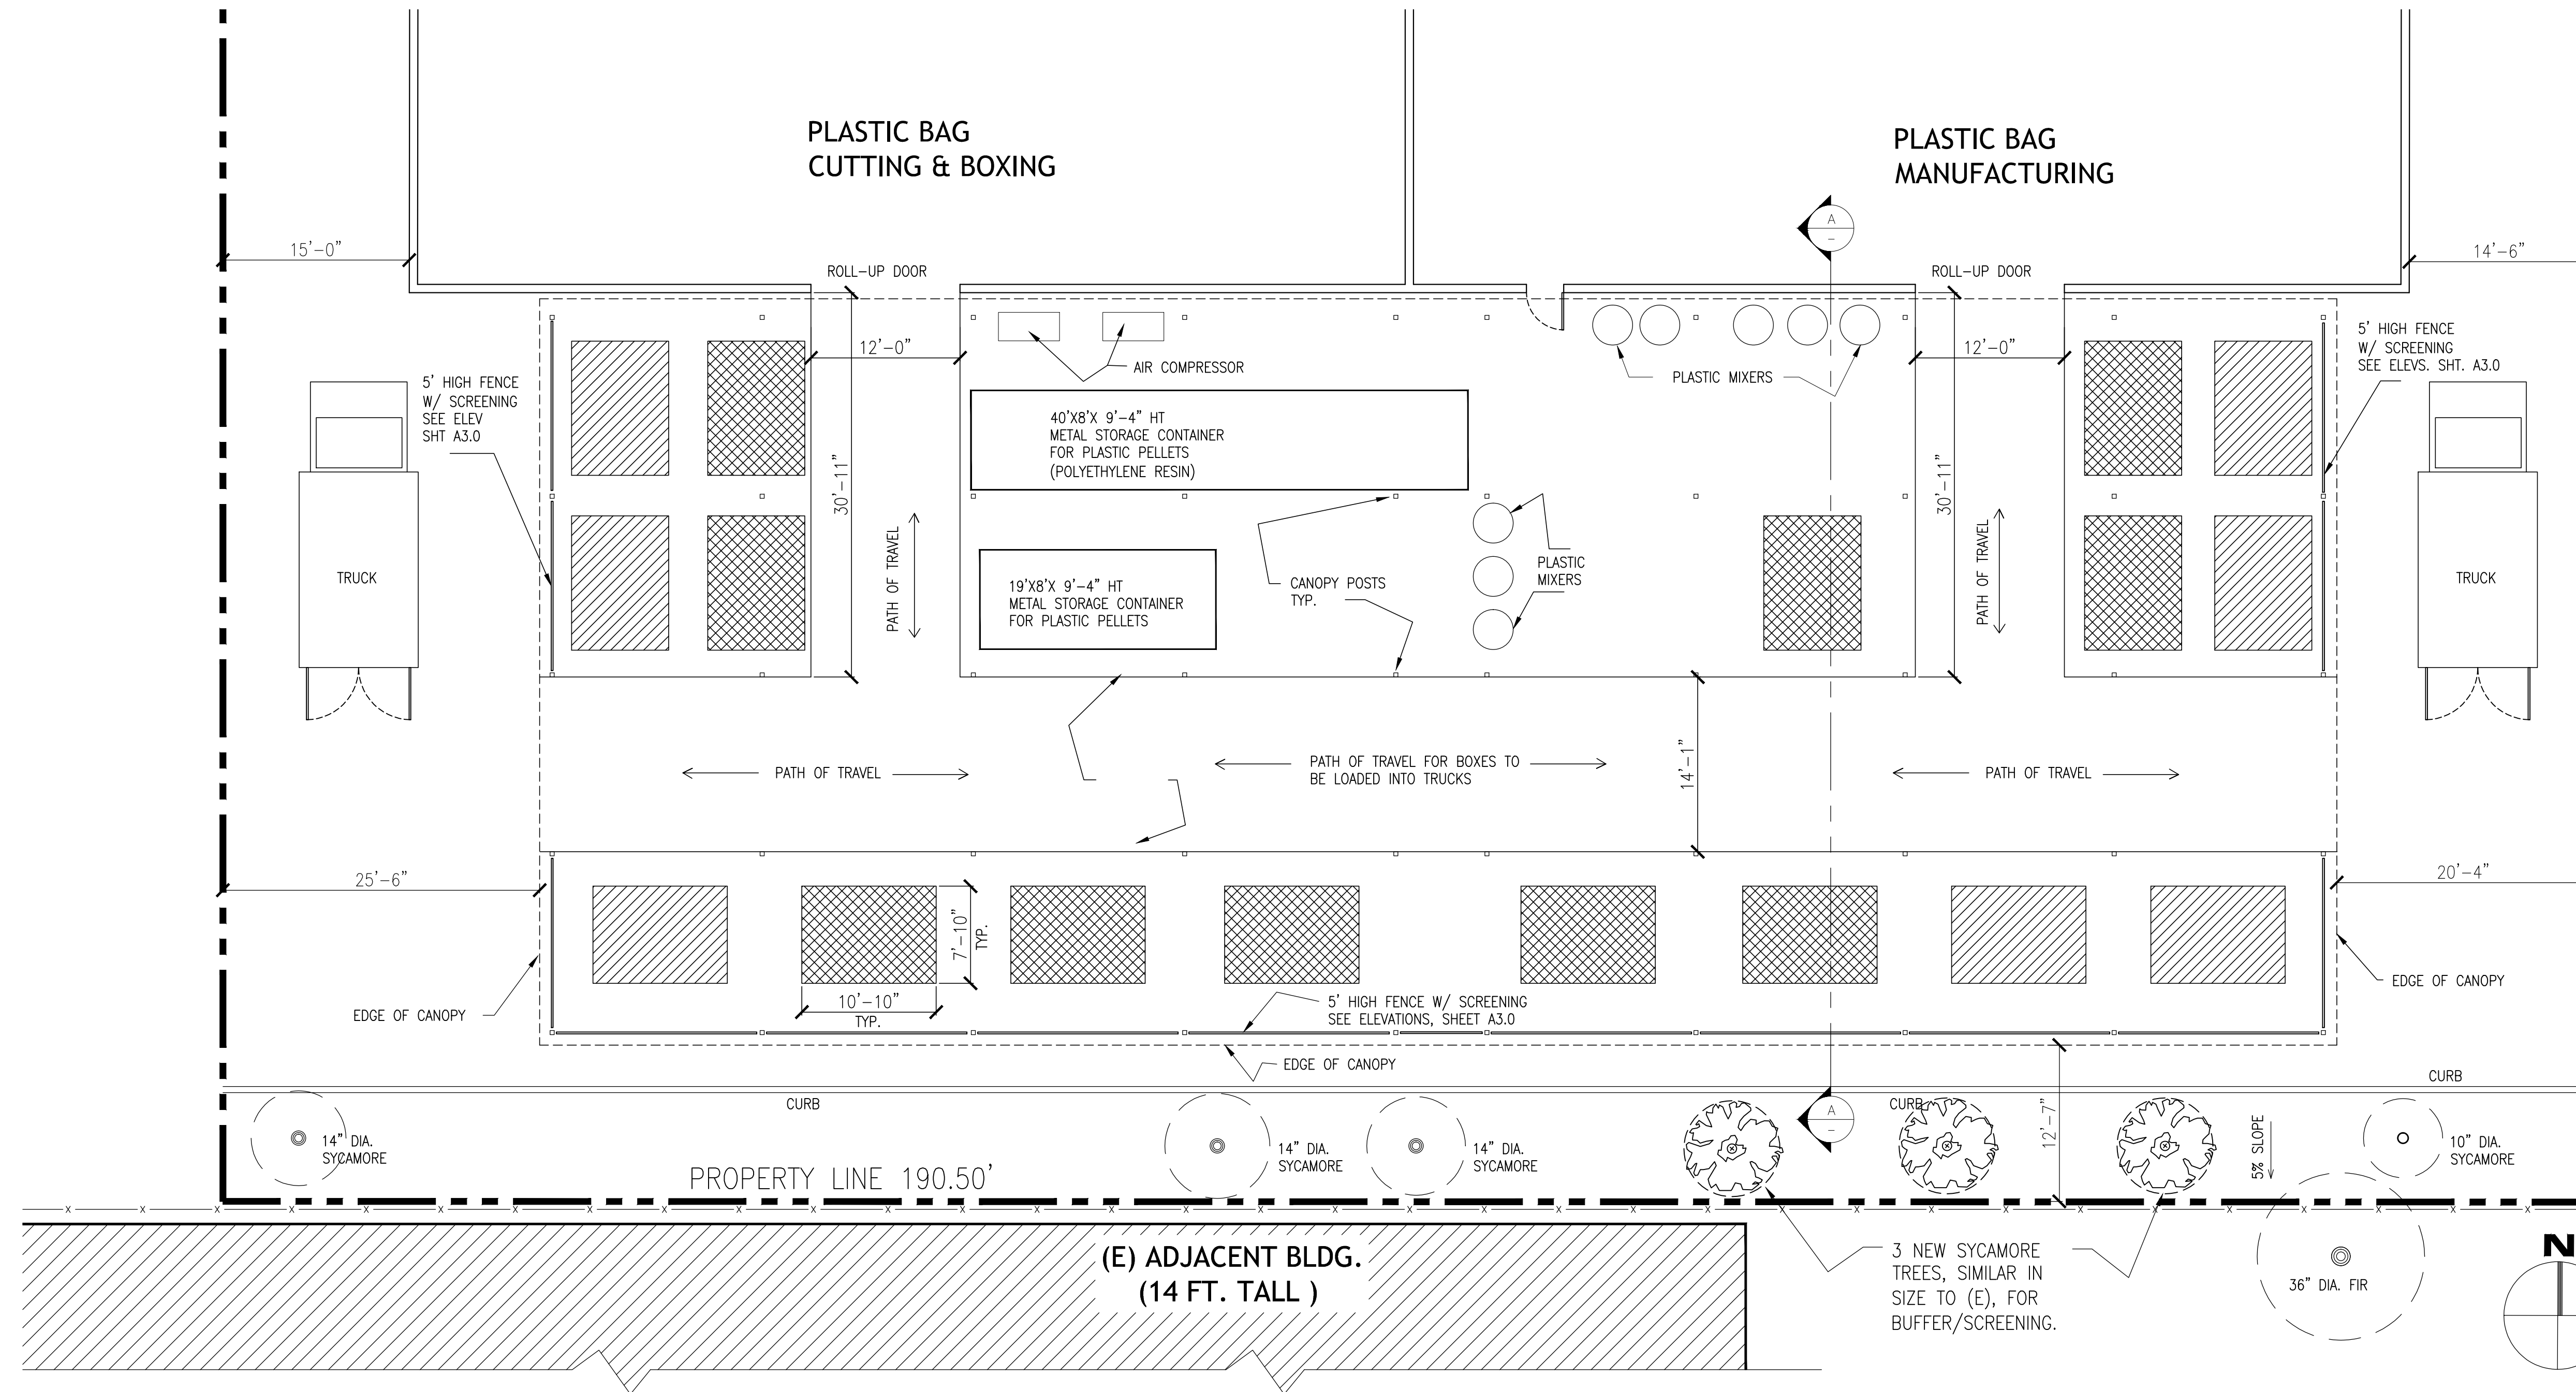 PLASTIC BAG
CUTTING & BOXING
PLASTIC BAG
MANUFACTURING
A
-
15'-0"
ROLL-UP DOOR
ROLL-UP DOOR
14'-6"
12'-0"
AIR COMPRESSOR
PLASTIC MIXERS
12'-0"
5' HIGH FENCE
W/ SCREENING
SEE ELEVS. SHT. A3.0
5' HIGH FENCE
W/ SCREENING
SEE ELEV
SHT A3.0
40'X8'X 9'-4" HT
METAL STORAGE CONTAINER
FOR PLASTIC PELLETS
(POLYETHYLENE RESIN)
30'-11"
30'-11"
PATH OF TRAVEL
PATH OF TRAVEL
TRUCK
19'X8'X 9'-4" HT
METAL STORAGE CONTAINER
FOR PLASTIC PELLETS
CANOPY POSTS
TYP.
PLASTIC
MIXERS
TRUCK
PATH OF TRAVEL
PATH OF TRAVEL FOR BOXES TO
BE LOADED INTO TRUCKS
14'-1"
PATH OF TRAVEL
25'-6"
20'-4"
7'-10"
TYP.
10'-10"
TYP.
EDGE OF CANOPY
5' HIGH FENCE W/ SCREENING
SEE ELEVATIONS, SHEET A3.0
EDGE OF CANOPY
EDGE OF CANOPY
CURB
CURB
CURB
A
-
12'-7"
5% SLOPE
14" DIA.
SYCAMORE
14" DIA.
SYCAMORE
14" DIA.
SYCAMORE
10" DIA.
SYCAMORE
PROPERTY LINE 190.50'
(E) ADJACENT BLDG.
(14 FT. TALL )
3 NEW SYCAMORE
TREES, SIMILAR IN
SIZE TO (E), FOR
BUFFER/SCREENING.
36" DIA. FIR
N